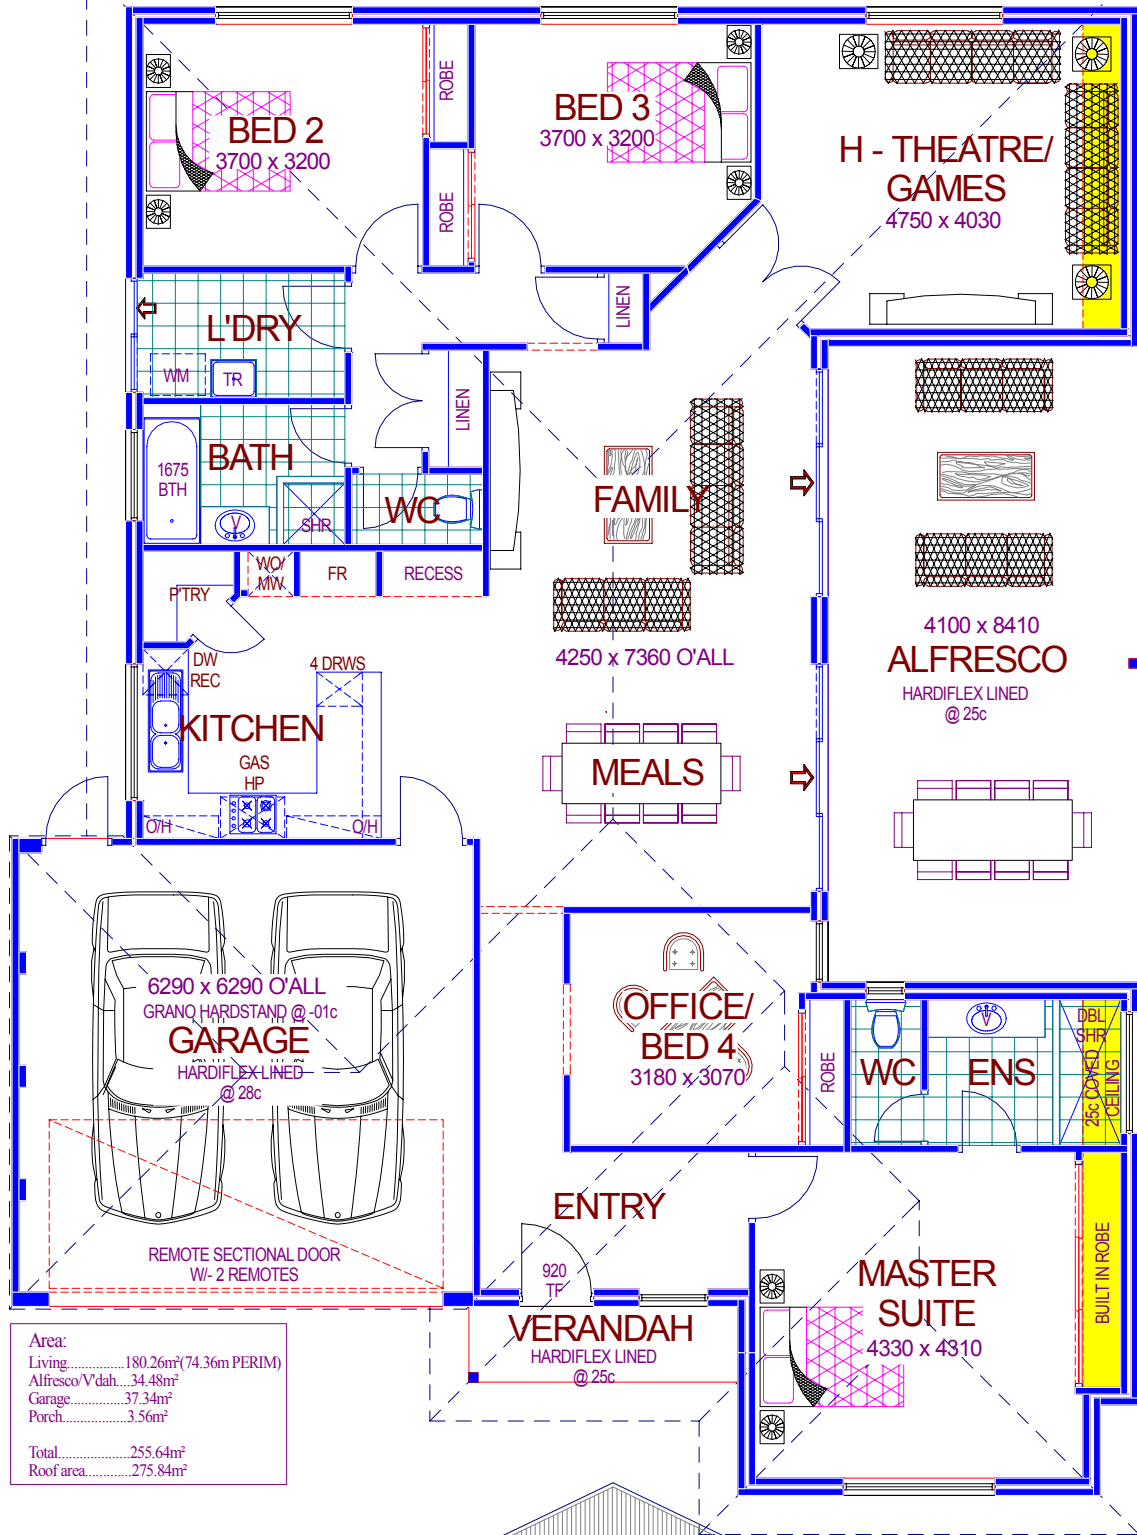 BED 2
3700 x 3200
ROBE
ROBE
BED 3
3700 x 3200
H - THEATRE/
GAMES
4750 x 4030
L'DRY
WM
TR
LINEN
LINEN
BATH
1675
BTH
V
SHR
WC
FAMILY
4250 x 7360 O'ALL
4100 x 8410
ALFRESCO
HARDIFLEX LINED
@ 25c
P'TRY
WO/
MW
FR
RECESS
DW
REC
4 DRWS
KITCHEN
GAS
HP
O/H
O/H
MEALS
6290 x 6290 O'ALL
GRANO HARDSTAND @ -01c
GARAGE
HARDIFLEX LINED
@ 28c
REMOTE SECTIONAL DOOR
W/- 2 REMOTES
OFFICE/
BED 4
3180 x 3070
ROBE
WC
V
ENS
DBL
SHR
25c COVED
CEILING
ENTRY
920
TF
VERANDAH
HARDIFLEX LINED
@ 25c
MASTER
SUITE
4330 x 4310
BUILT IN ROBE
Area:
Living...............180.26m²(74.36m PERIM)
Alfresco/V'dah....34.48m²
Garage...............37.34m²
Porch.................3.56m²
Total...................255.64m²
Roof area............275.84m²